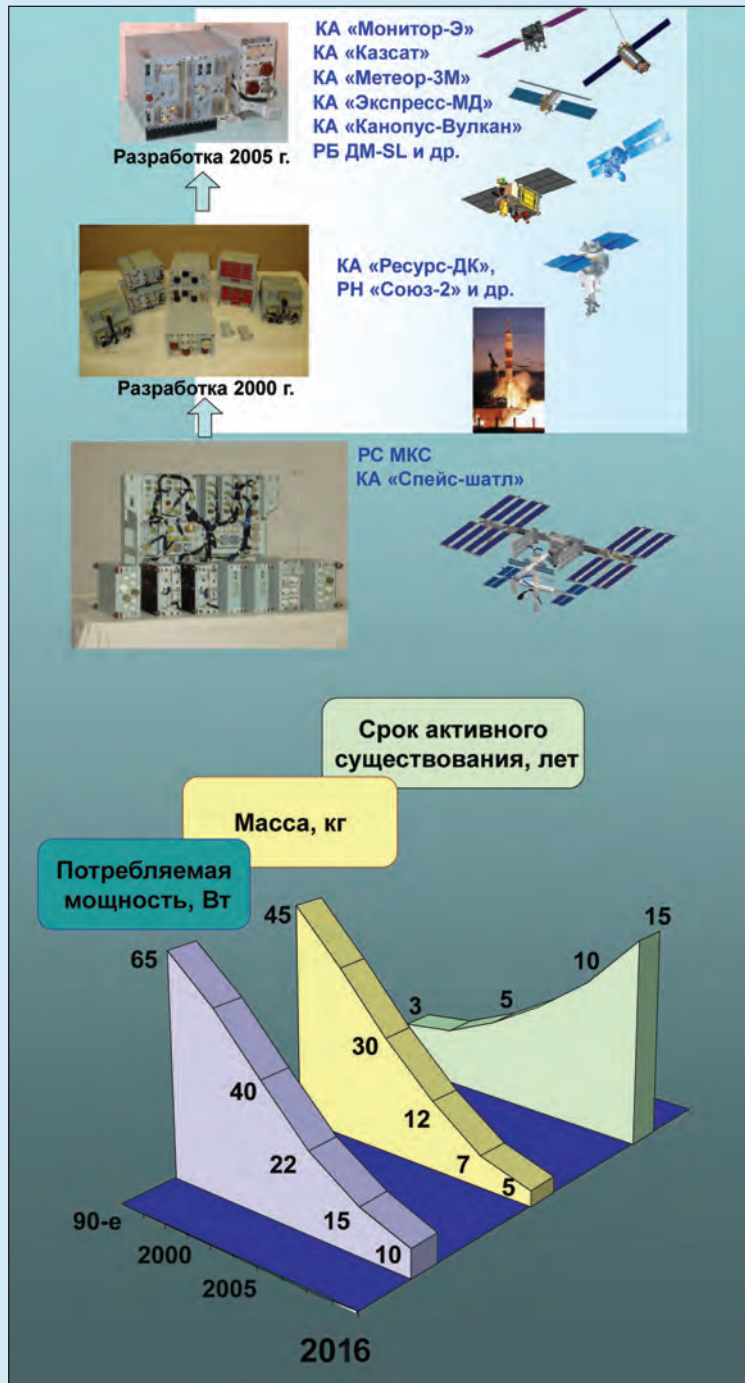 КА «Монитор-Э»
КА «Казсат»
КА «Метеор-3М»
КА «Экспресс-МД»
КА «Канопус-Вулкан»
РБ ДМ-SL и др.
Разработка 2005 г.
КА «Ресурс-ДК»,
РН «Союз-2» и др.
Разработка 2000 г.
РС МКС
КА «Спейс-шатл»
Срок активного
существования, лет
Масса, кг
Потребляемая
мощность, Вт
65
40
22
15
10
45
30
12
7
5
3
5
10
15
90-е
2000
2005
2016